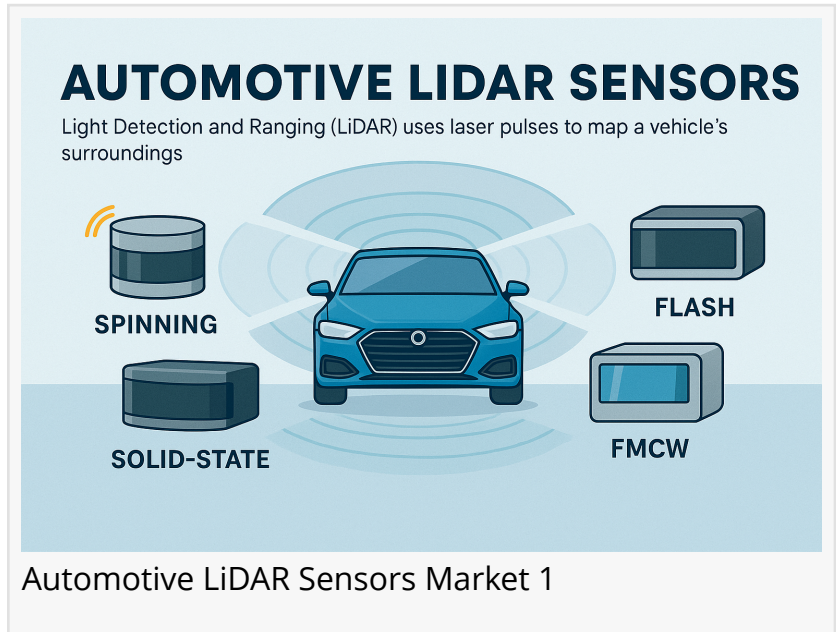 AUTOMOTIVE LIDAR SENSORS
Light Detection and Ranging (LiDAR) uses laser pulses to map a vehicle's
surroundings
SPINNING
FLASH
SOLID-STATE
FMCW
Automotive LiDAR Sensors Market 1